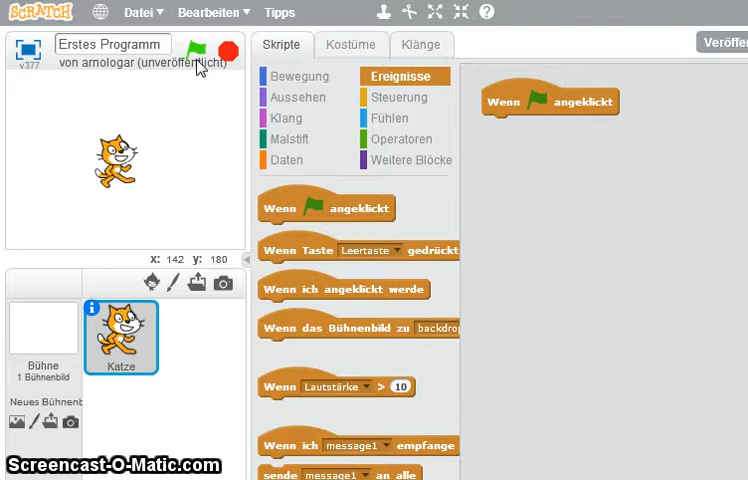 SCRATCH Datei Bearbeiten Tipps
Erstes Programm
v377
von arnologar (unveröffentlicht)
Skripte Kostüme Klänge
Veröffer
Bewegung Ereignisse
Aussehen Steuerung
Klang Fühlen
Malstift Operatoren
Daten Weitere Blöcke
Wenn angeklickt
Wenn Taste Leertaste gedrückt
Wenn ich angeklickt werde
Wenn das Bühnenbild zu backdrop
Wenn Lautstärke > 10
Wenn ich message1 empfange
sende message1 an alle
Wenn angeklickt
x: 142 y: 180
Katze
Bühne
1 Bühnenbild
Neues Bühnenb
Screencast-O-Matic.com